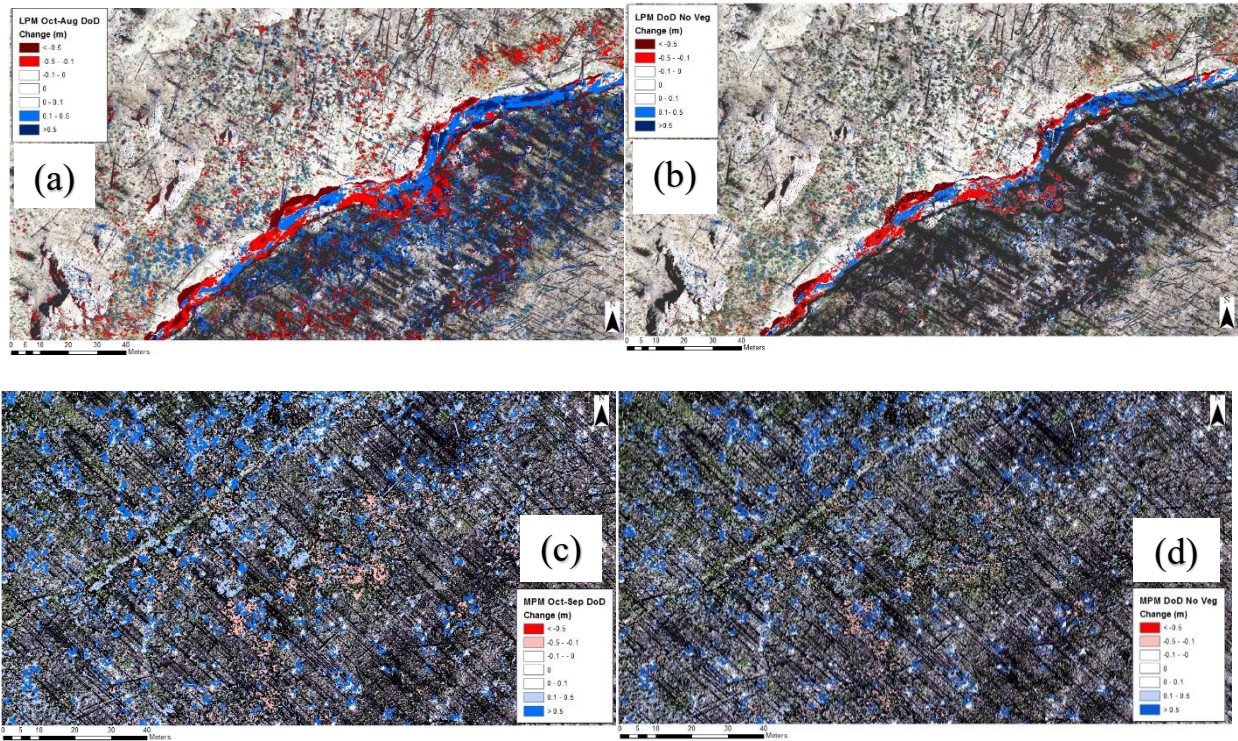 LPM Oct-Aug DoD
Change (m)
< -0.5
-0.5 - -0.1
-0.1 - 0
0
0 - 0.1
0.1 - 0.5
>0.5
(a)
N
0 5 10 20 30 40
Meters
LPM DoD No Veg
Change (m)
< -0.5
-0.5 - -0.1
-0.1 - 0
0
0 - 0.1
0.1- 0.5
>0.5
(b)
N
0 5 10 20 30 40
Meters
(c)
N
MPM Oct-Sep DoD
Change (m)
< -0.5
-0.5 - -0.1
-0.1 - -0
0
0 - 0.1
0.1 - 0.5
> 0.5
0 5 10 20 30 40
Meters
(d)
N
MPM DoD No Veg
Change (m)
< -0.5
-0.5 - -0.1
-0.1 - -0
0
0 - 0.1
0.1 - 0.5
> 0.5
0 5 10 20 30 40
Meters